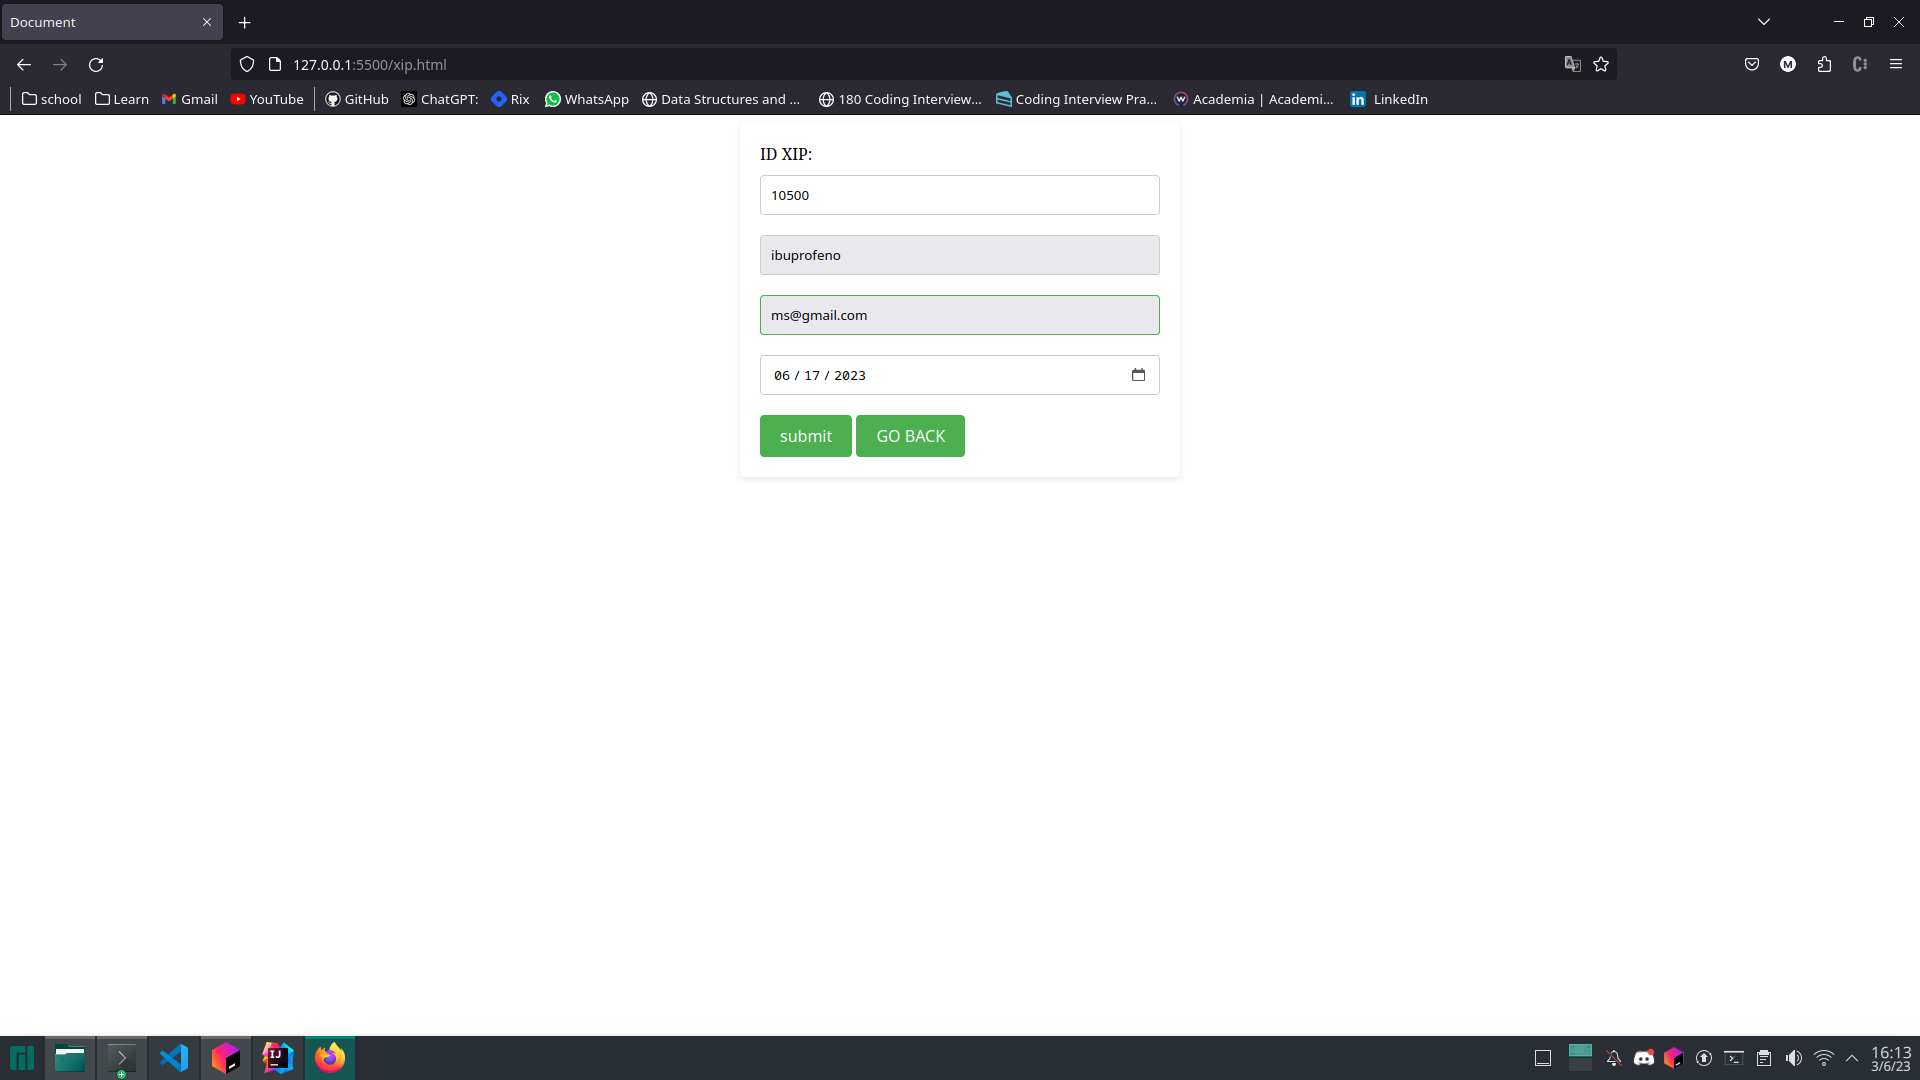 Document
127.0.0.1:5500/xip.html
school Learn Gmail YouTube GitHub ChatGPT: Rix WhatsApp Data Structures and ... 180 Coding Interview... Coding Interview Pra... Academia | Academi... LinkedIn
ID XIP:
10500
ibuprofeno
ms@gmail.com
06 / 17 / 2023
submit GO BACK
16:13
3/6/23